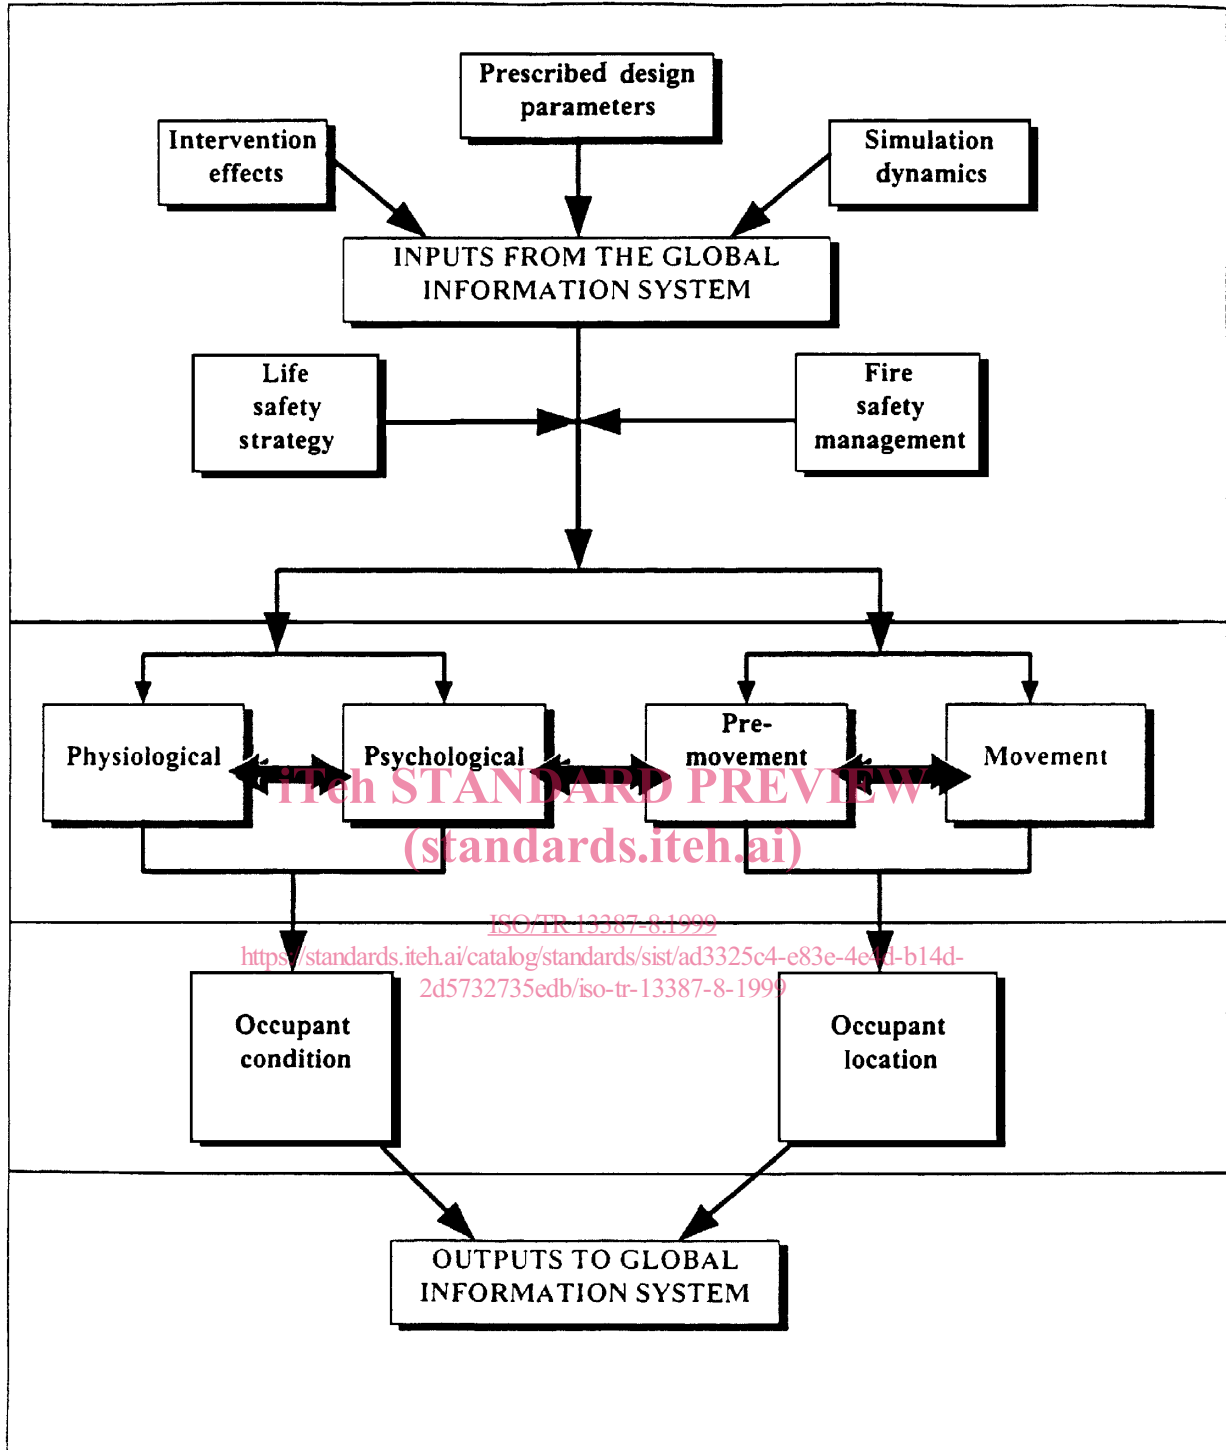 Prescribed design
parameters
Intervention
effects
Simulation
dynamics
INPUTS FROM THE GLOBAL
INFORMATION SYSTEM
Life
safety
strategy
Fire
safety
management
Physiological
Psychological
Pre-
movement
Movement
iTeh STANDARD PREVIEW
(standards.iteh.ai)
ISO/TR 13387-8:1999
https://standards.iteh.ai/catalog/standards/sist/ad3325c4-e83e-4e4d-b14d-
2d5732735edb/iso-tr-13387-8-1999
Occupant
condition
Occupant
location
OUTPUTS TO GLOBAL
INFORMATION SYSTEM